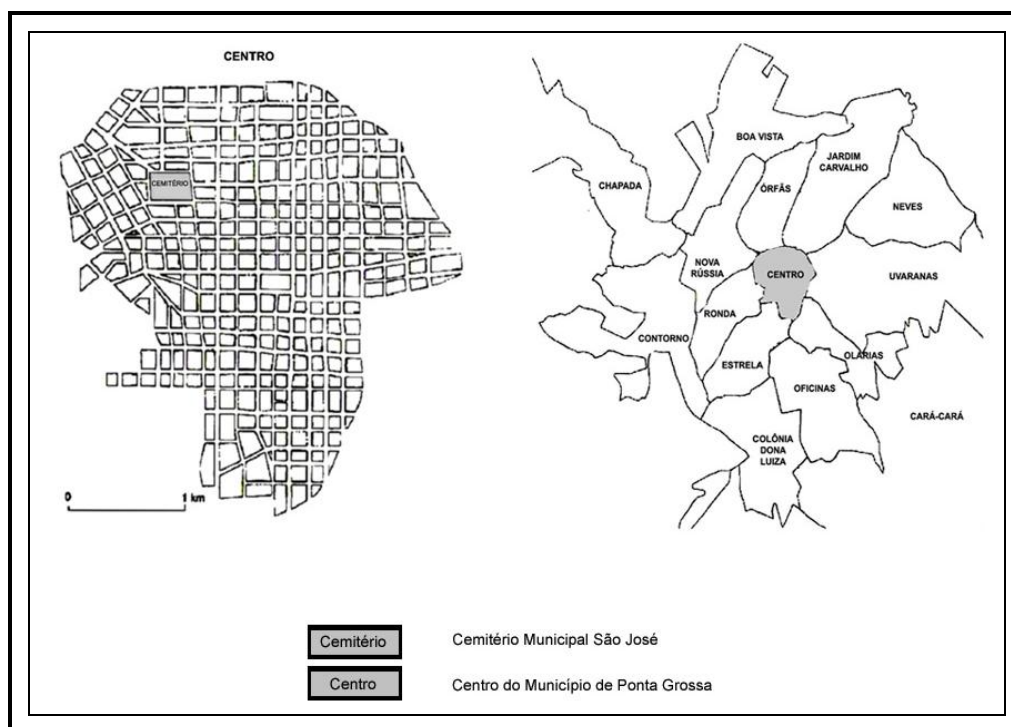 CENTRO
CEMITÉRIO
0
1 km
BOA VISTA
JARDIM
CARVALHO
CHAPADA
ÓRFÃS
NEVES
NOVA
RÚSSIA
CENTRO
UVARANAS
RONDA
CONTORNO
ESTRELA
OLARIAS
OFICINAS
CARÁ-CARÁ
COLÔNIA
DONA
LUIZA
Cemitério
Cemitério Municipal São José
Centro
Centro do Município de Ponta Grossa